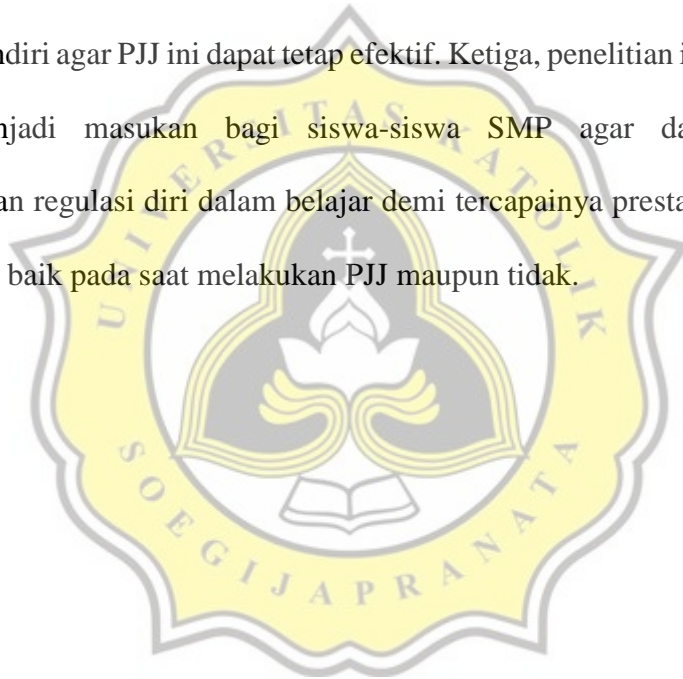 ndiri agar PJJ ini dapat tetap efektif. Ketiga, penelitian i
njadi masukan bagi siswa-siswa SMP agar da
an regulasi diri dalam belajar demi tercapainya presta
baik pada saat melakukan PJJ maupun tidak.
UNIVERSITAS KATOLIK
SOEGIJAPRANATA